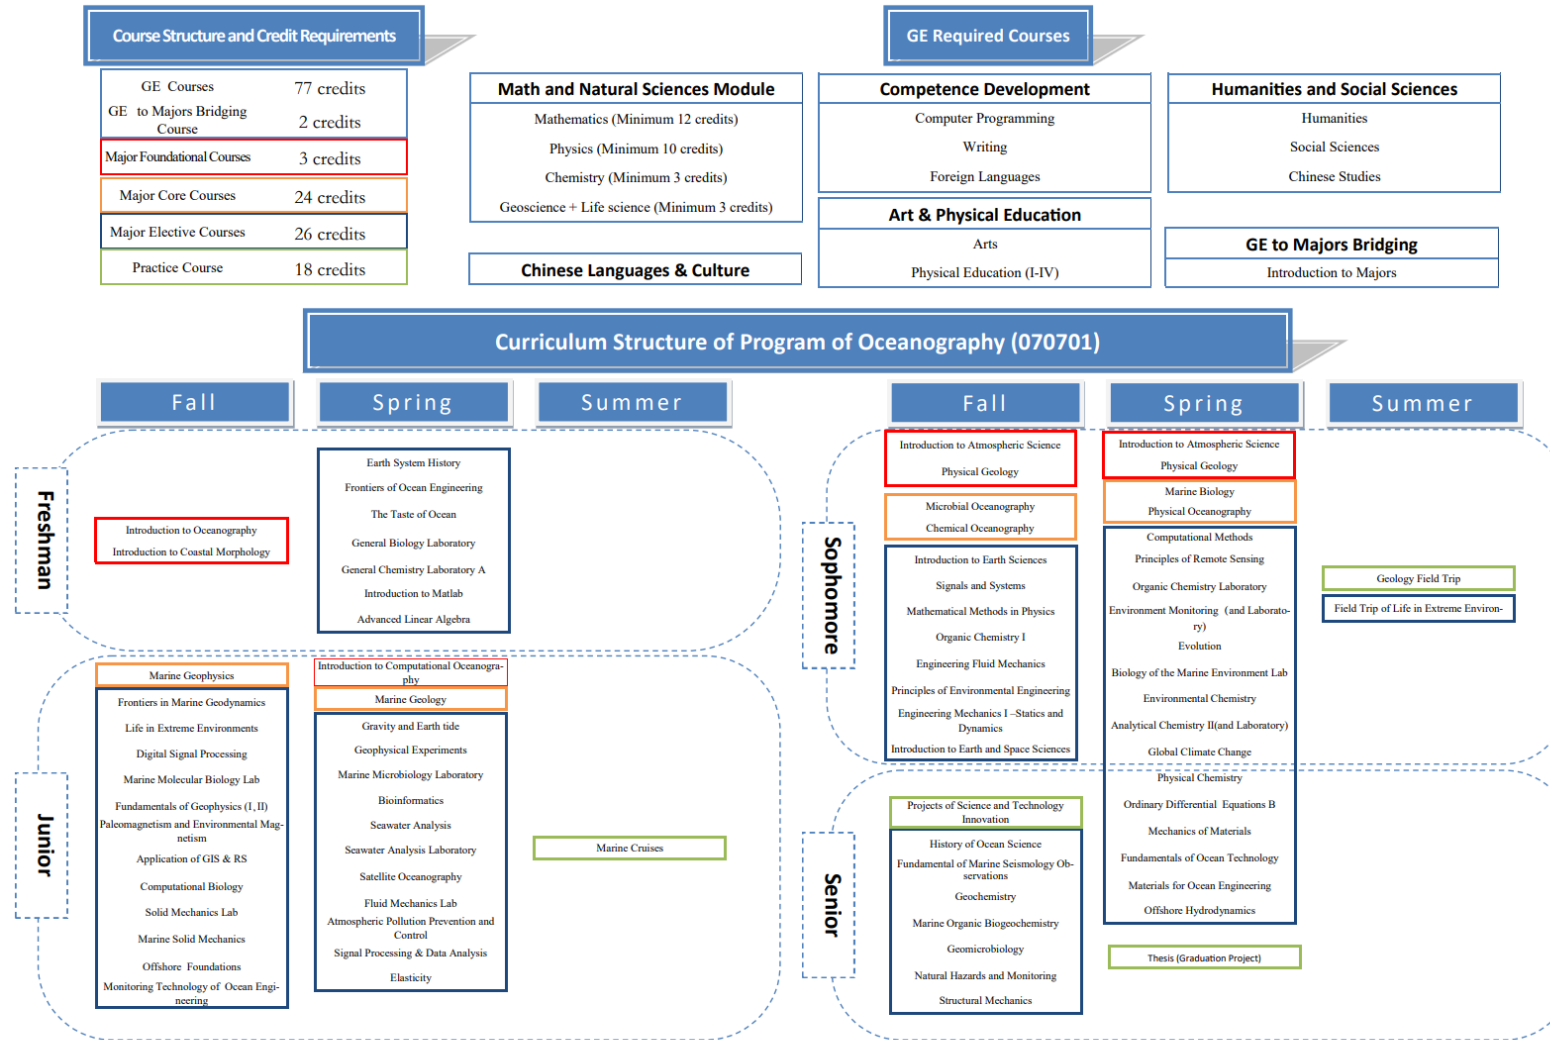 Course Structure and Credit Requirements
GE Courses 77 credits
GE to Majors Bridging
Course 2 credits
Major Foundational Courses 3 credits
Major Core Courses 24 credits
Major Elective Courses 26 credits
Practice Course 18 credits
GE Required Courses
Math and Natural Sciences Module
Mathematics (Minimum 12 credits)
Physics (Minimum 10 credits)
Chemistry (Minimum 3 credits)
Geoscience + Life science (Minimum 3 credits)
Chinese Languages & Culture
Competence Development
Computer Programming
Writing
Foreign Languages
Art & Physical Education
Arts
Physical Education (I-IV)
Humanities and Social Sciences
Humanities
Social Sciences
Chinese Studies
GE to Majors Bridging
Introduction to Majors
Curriculum Structure of Program of Oceanography (070701)
Fall
Spring
Summer
Freshman
Introduction to Oceanography
Introduction to Coastal Morphology
Earth System History
Frontiers of Ocean Engineering
The Taste of Ocean
General Biology Laboratory
General Chemistry Laboratory A
Introduction to Matlab
Advanced Linear Algebra
Junior
Marine Geophysics
Frontiers in Marine Geodynamics
Life in Extreme Environments
Digital Signal Processing
Marine Molecular Biology Lab
Fundamentals of Geophysics (I, II)
Paleomagnetism and Environmental Mag-
netism
Application of GIS & RS
Computational Biology
Solid Mechanics Lab
Marine Solid Mechanics
Offshore Foundations
Monitoring Technology of Ocean Engi-
neering
Introduction to Computational Oceanogra-
phy
Marine Geology
Gravity and Earth tide
Geophysical Experiments
Marine Microbiology Laboratory
Bioinformatics
Seawater Analysis
Seawater Analysis Laboratory
Satellite Oceanography
Fluid Mechanics Lab
Atmospheric Pollution Prevention and
Control
Signal Processing & Data Analysis
Elasticity
Marine Cruises
Fall
Spring
Summer
Sophomore
Introduction to Atmospheric Science
Physical Geology
Microbial Oceanography
Chemical Oceanography
Introduction to Earth Sciences
Signals and Systems
Mathematical Methods in Physics
Organic Chemistry I
Engineering Fluid Mechanics
Principles of Environmental Engineering
Engineering Mechanics I –Statics and
Dynamics
Introduction to Earth and Space Sciences
Introduction to Atmospheric Science
Physical Geology
Marine Biology
Physical Oceanography
Computational Methods
Principles of Remote Sensing
Organic Chemistry Laboratory
Environment Monitoring (and Laborato-
ry)
Evolution
Biology of the Marine Environment Lab
Environmental Chemistry
Analytical Chemistry II(and Laboratory)
Global Climate Change
Physical Chemistry
Ordinary Differential Equations B
Mechanics of Materials
Fundamentals of Ocean Technology
Materials for Ocean Engineering
Offshore Hydrodynamics
Geology Field Trip
Field Trip of Life in Extreme Environ-
Senior
Projects of Science and Technology
Innovation
History of Ocean Science
Fundamental of Marine Seismology Ob-
servations
Geochemistry
Marine Organic Biogeochemistry
Geomicrobiology
Natural Hazards and Monitoring
Structural Mechanics
Thesis (Graduation Project)